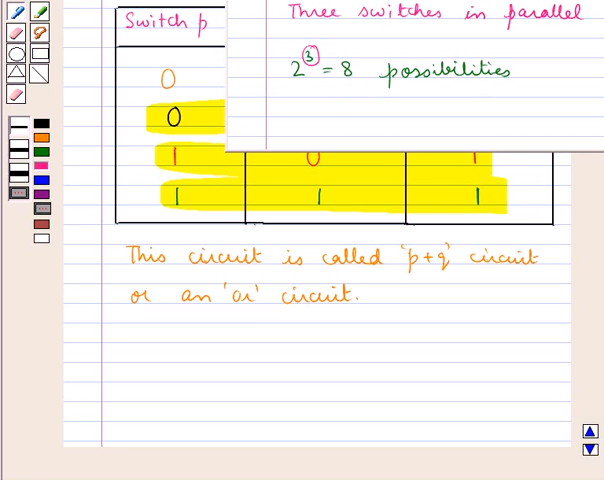 Three switches in parallel
2³ = 8 possibilities
Switch p
0
0
1 0 1
1 1 1
This circuit is called 'p+q' circuit
or an 'or' circuit.